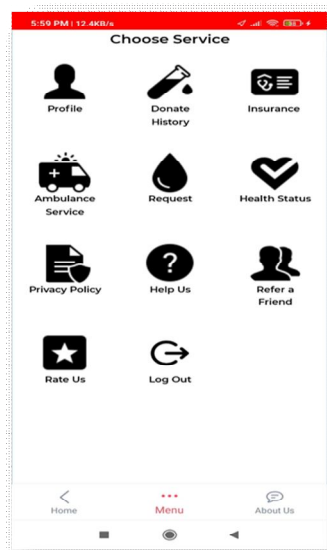 5:59 PM | 12.4KB/s
Choose Service
Profile
Donate
History
Insurance
Ambulance
Service
Request
Health Status
Privacy Policy
Help Us
Refer a
Friend
Rate Us
Log Out
Home
Menu
About Us